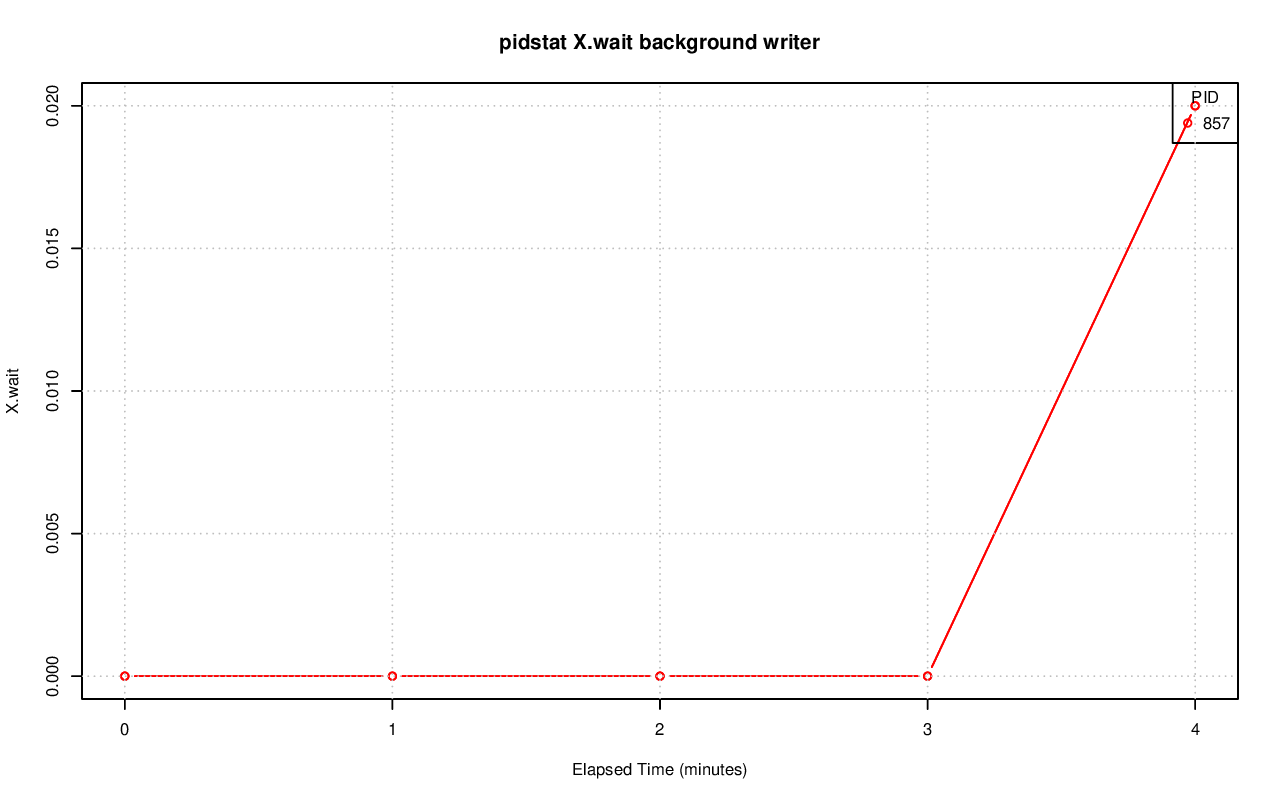 pidstat X.wait background writer
X.wait
0.020
0.015
0.010
0.005
0.000
PID
857
0 1 2 3 4
Elapsed Time (minutes)